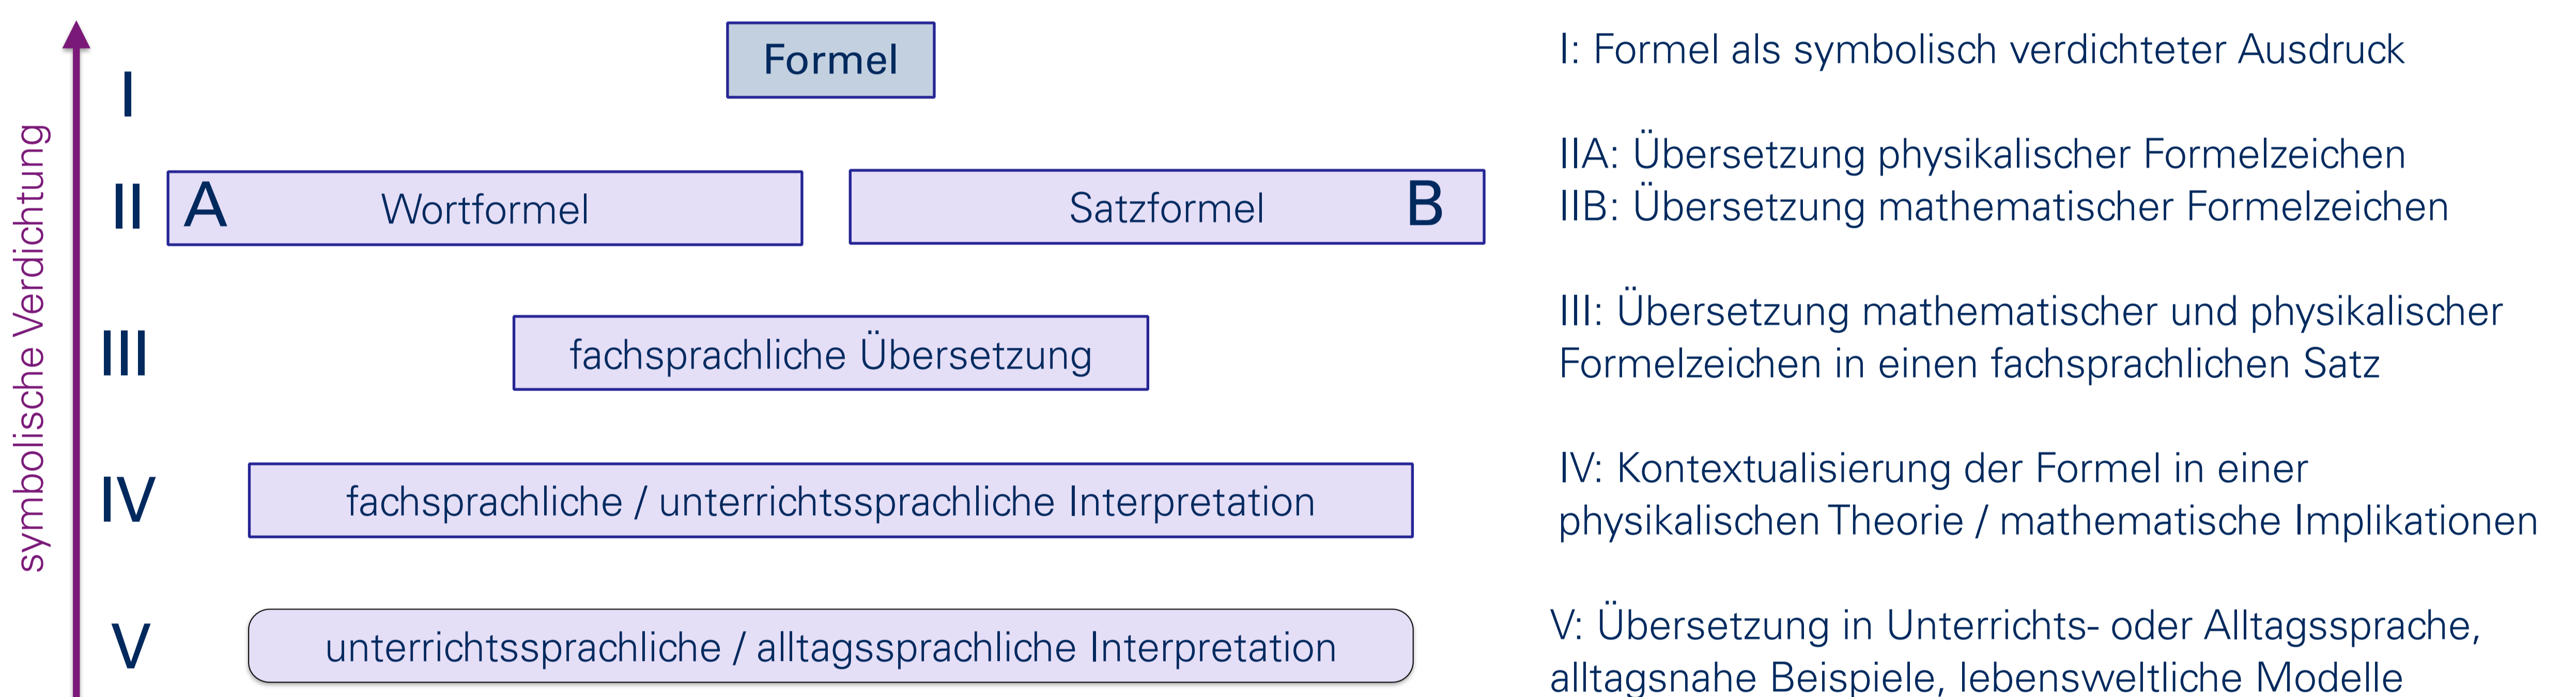 symbolische Verdichtung
I
Formel
II
A
Wortformel
Satzformel
B
III
fachsprachliche Übersetzung
IV
fachsprachliche / unterrichtssprachliche Interpretation
V
unterrichtssprachliche / alltagssprachliche Interpretation
I: Formel als symbolisch verdichteter Ausdruck
IIA: Übersetzung physikalischer Formelzeichen
IIB: Übersetzung mathematischer Formelzeichen
III: Übersetzung mathematischer und physikalischer
Formelzeichen in einen fachsprachlichen Satz
IV: Kontextualisierung der Formel in einer
physikalischen Theorie / mathematische Implikationen
V: Übersetzung in Unterrichts- oder Alltagssprache,
alltagsnahe Beispiele, lebensweltliche Modelle